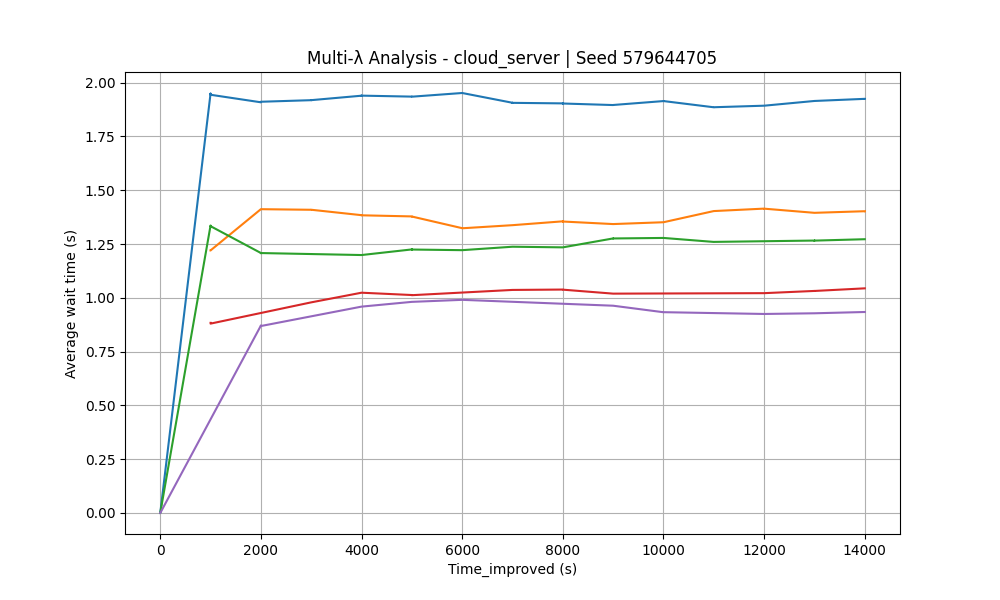 Multi-λ Analysis - cloud_server | Seed 579644705
2.00
1.75
1.50
1.25
1.00
0.75
0.50
0.25
0.00
Average wait time (s)
0 2000 4000 6000 8000 10000 12000 14000
Time_improved (s)